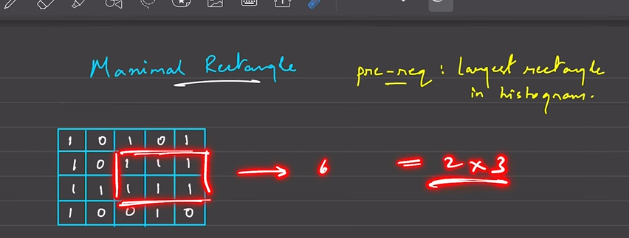 Maximal Rectangle
pre-req : largest rectangle
in histogram.
1 0 1 0 1
1 0 1 1 1
1 1 1 1 1
1 0 0 1 0
→ 6 = 2 x 3